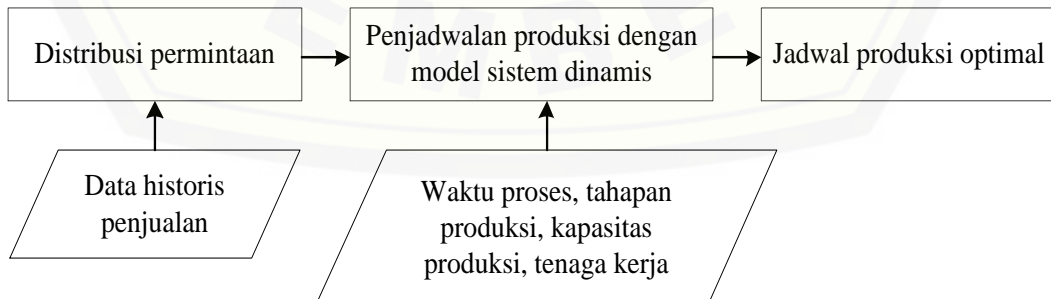 Distribusi permintaan
Penjadwalan produksi dengan
model sistem dinamis
Jadwal produksi optimal
Data historis
penjualan
Waktu proses, tahapan
produksi, kapasitas
produksi, tenaga kerja